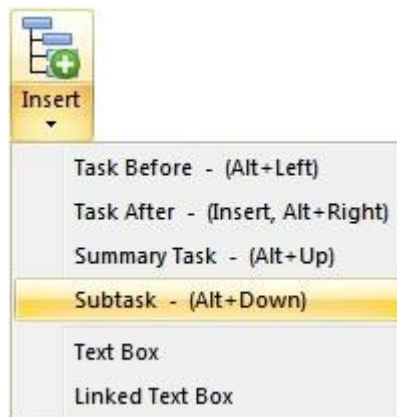 Insert
Task Before - (Alt+Left)
Task After - (Insert, Alt+Right)
Summary Task - (Alt+Up)
Subtask - (Alt+Down)
Text Box
Linked Text Box